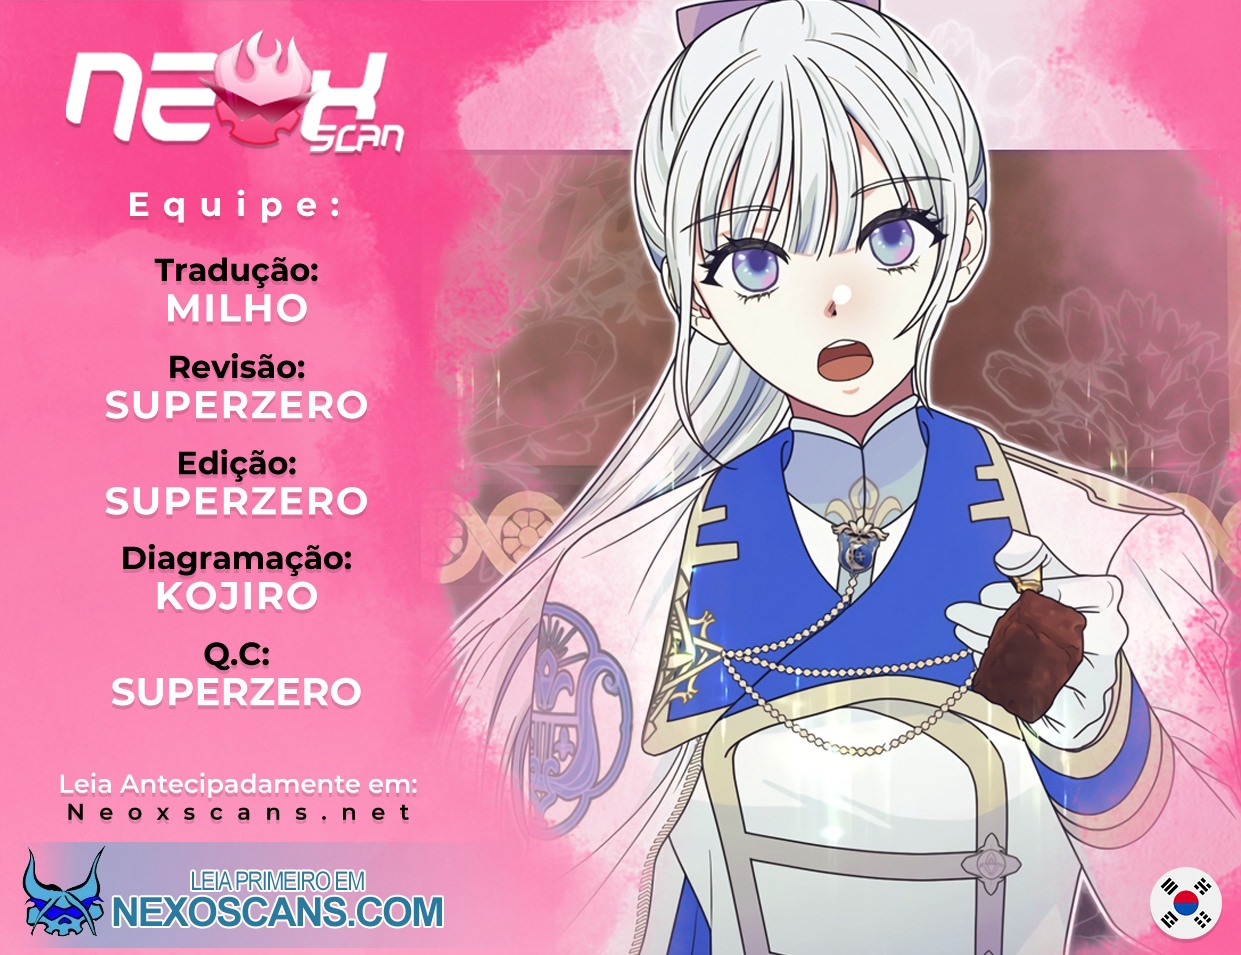 NEOX
SCAN
Equipe:
Tradução:
MILHO
Revisão:
SUPERZERO
Edição:
SUPERZERO
Diagramação:
KOJIRO
Q.C:
SUPERZERO
Leia Antecipadamente em:
Neoxscans.net
LEIA PRIMEIRO EM
NEXOSCANS.COM